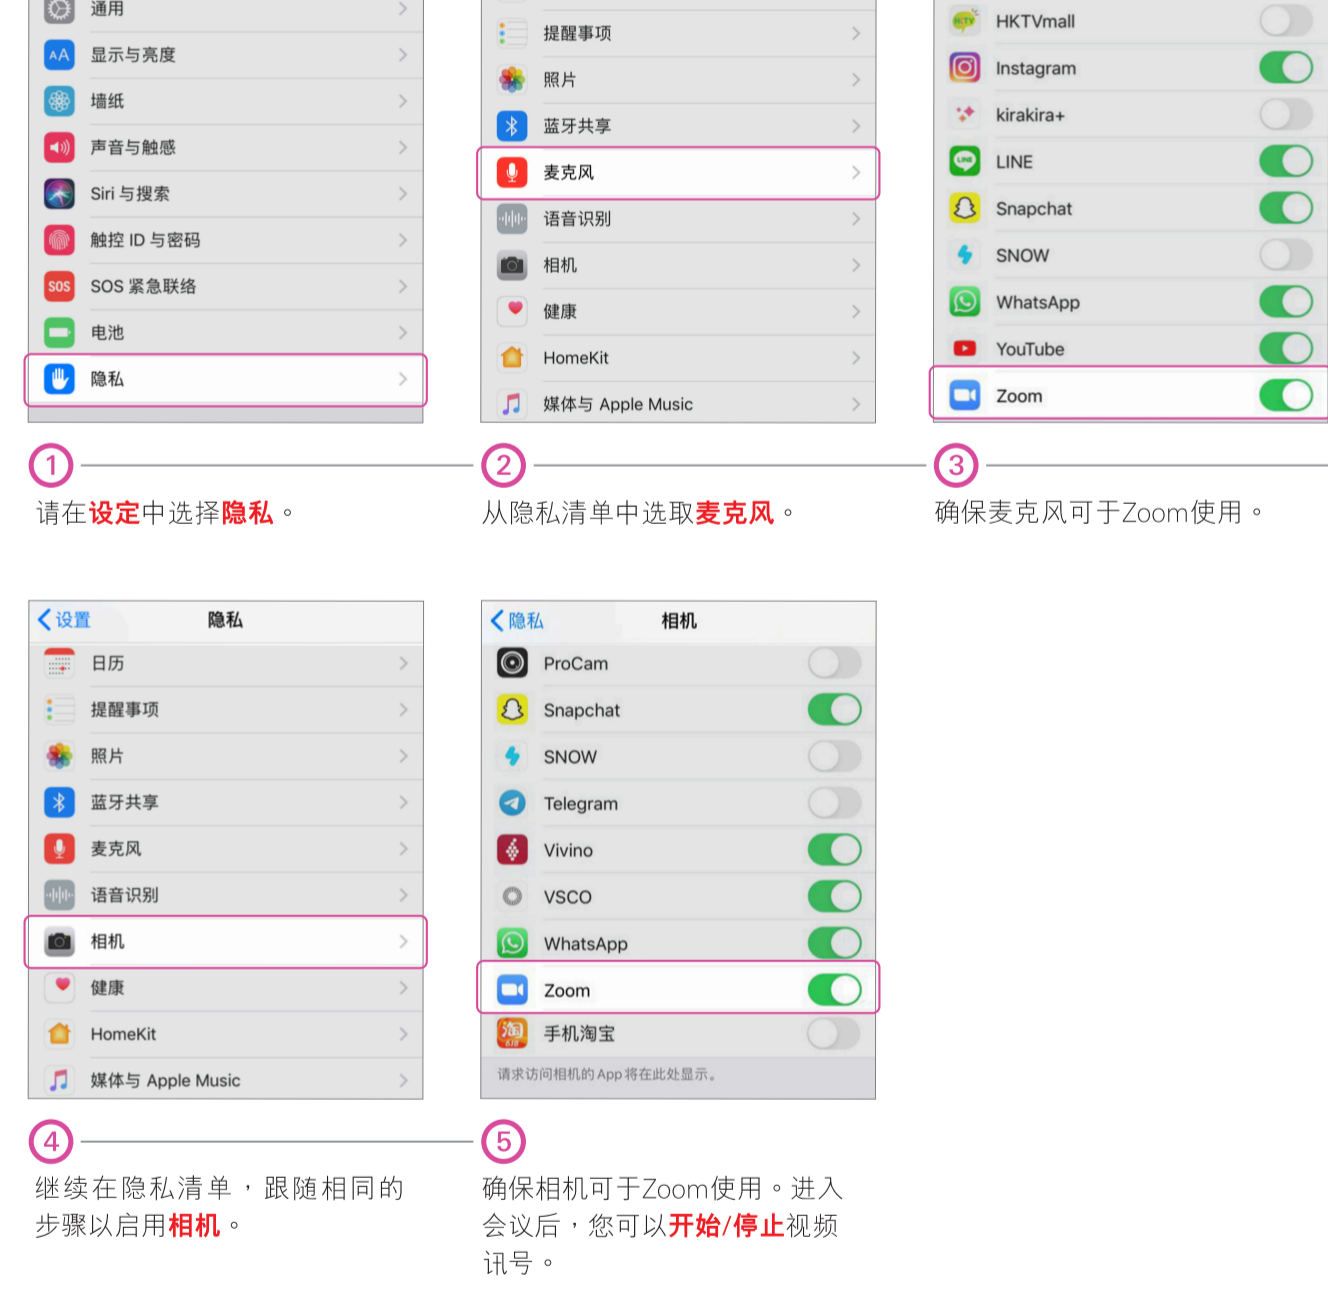 通用
显示与亮度
墙纸
声音与触感
Siri 与搜索
触控 ID 与密码
SOS 紧急联络
电池
隐私
提醒事项
照片
蓝牙共享
麦克风
语音识别
相机
健康
HomeKit
媒体与 Apple Music
HKTVmall
Instagram
kirakira+
LINE
Snapchat
SNOW
WhatsApp
YouTube
Zoom
1
请在设定中选择隐私。
2
从隐私清单中选取麦克风。
3
确保麦克风可于Zoom使用。
设置 隐私
日历
提醒事项
照片
蓝牙共享
麦克风
语音识别
相机
健康
HomeKit
媒体与 Apple Music
隐私 相机
ProCam
Snapchat
SNOW
Telegram
Vivino
VSCO
WhatsApp
Zoom
手机淘宝
请求访问相机的 App 将在此处显示。
4
继续在隐私清单，跟随相同的
步骤以启用相机。
5
确保相机可于Zoom使用。进入
会议后，您可以开始/停止视频
讯号。